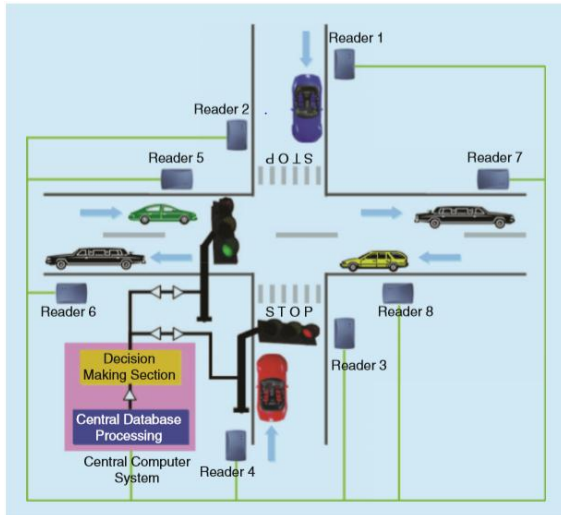 Reader 1
Reader 2
STOP
Reader 5
Reader 7
Reader 6
STOP
Reader 8
Decision
Making Section
Reader 3
Central Database
Processing
Central Computer
System
Reader 4